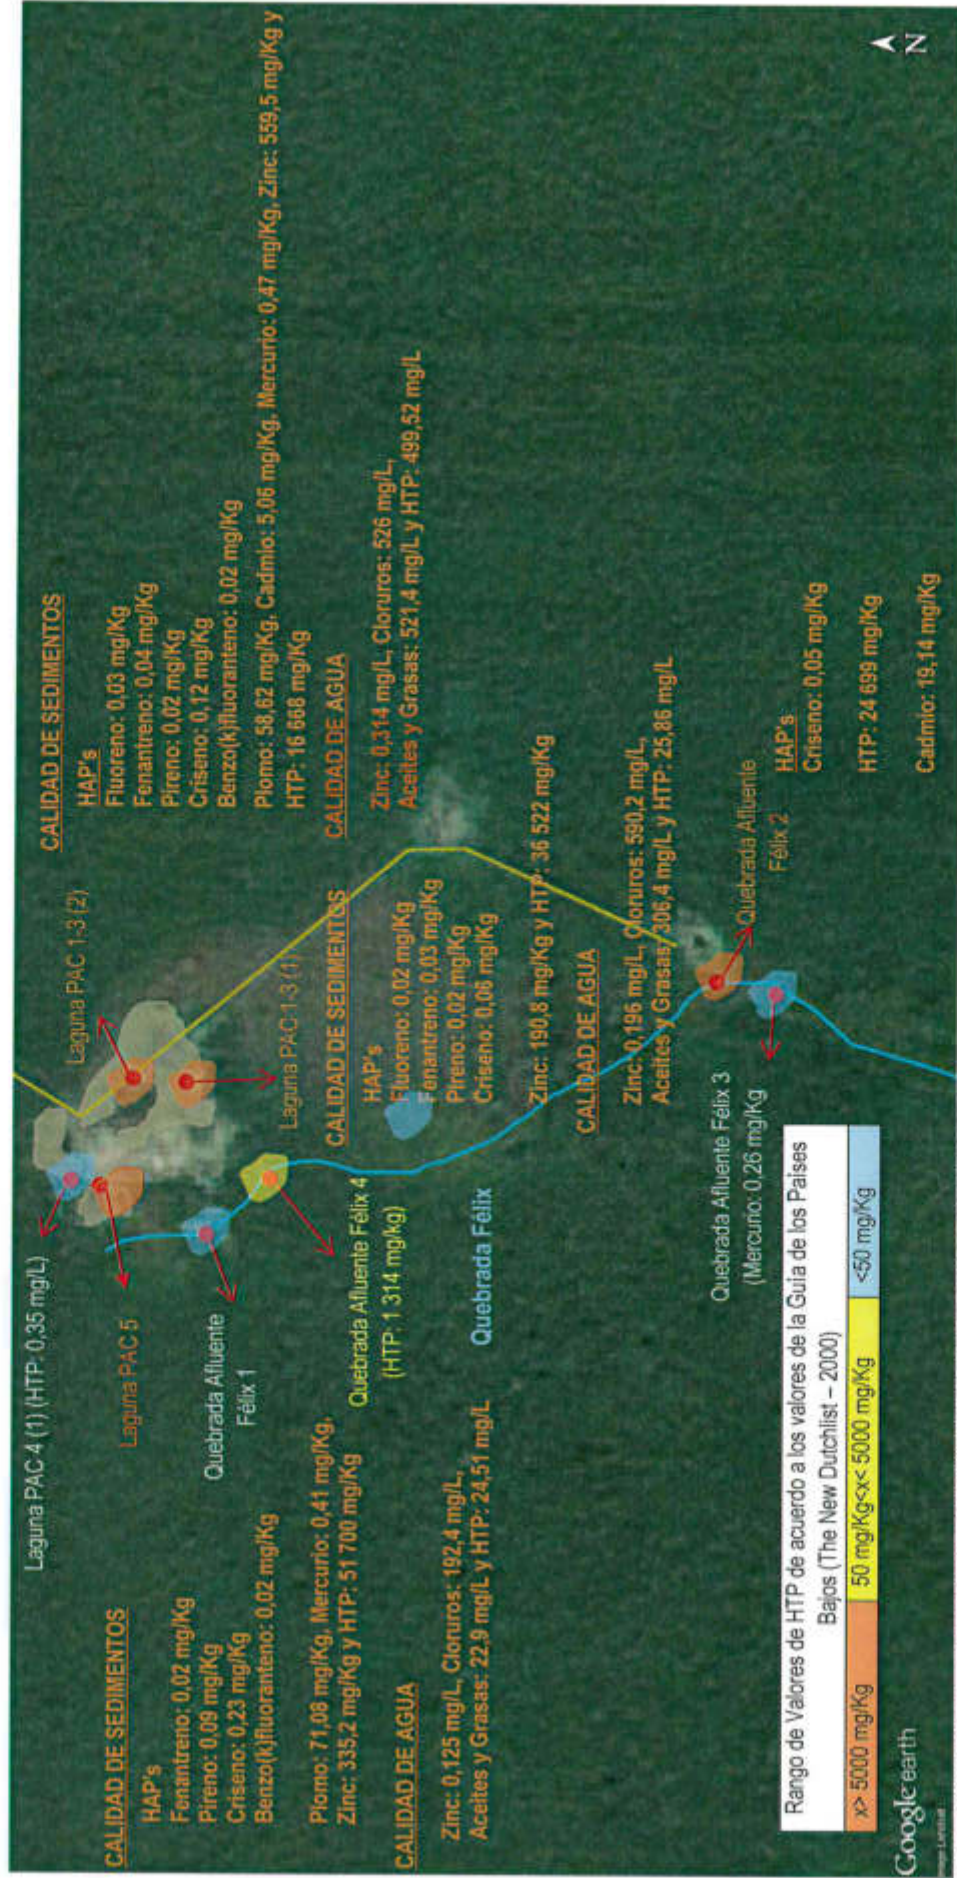 Laguna PAC 4 (1) (HTP: 0,35 mg/L)
Laguna PAC 5
Quebrada Afluente
Félix 1
Quebrada Afluente Félix 4
(HTP: 1 314 mg/kg)
Quebrada Félix
CALIDAD DE SEDIMENTOS
HAP's
Fenantreno: 0,02 mg/Kg
Pireno: 0,09 mg/Kg
Criseno: 0,23 mg/Kg
Benzo(k)fluoranteno: 0,02 mg/Kg
Plomo: 71,08 mg/Kg, Mercurio: 0,41 mg/Kg,
Zinc: 335,2 mg/Kg y HTP: 51 700 mg/Kg
CALIDAD DE AGUA
Zinc: 0,125 mg/L, Cloruros: 192,4 mg/L,
Aceites y Grasas: 22,9 mg/L y HTP: 24,51 mg/L
Laguna PAC 1-3 (2)
Laguna PAC 1-3 (1)
CALIDAD DE SEDIMENTOS
HAP's
Fluoreno: 0,02 mg/Kg
Fenantreno: 0,03 mg/Kg
Pireno: 0,02 mg/Kg
Criseno: 0,06 mg/Kg
Zinc: 190,8 mg/Kg y HTP: 36 522 mg/Kg
CALIDAD DE AGUA
Zinc: 0,196 mg/L, Cloruros: 590,2 mg/L,
Aceites y Grasas: 306,4 mg/L y HTP: 25,86 mg/L
CALIDAD DE SEDIMENTOS
HAP's
Fluoreno: 0,03 mg/Kg
Fenantreno: 0,04 mg/Kg
Pireno: 0,02 mg/Kg
Criseno: 0,12 mg/Kg
Benzo(k)fluoranteno: 0,02 mg/Kg
Plomo: 58,62 mg/Kg, Cadmio: 5,06 mg/Kg, Mercurio: 0,47 mg/Kg, Zinc: 559,5 mg/Kg y
HTP: 16 668 mg/Kg
CALIDAD DE AGUA
Zinc: 0,314 mg/L, Cloruros: 526 mg/L,
Aceites y Grasas: 521,4 mg/L y HTP: 499,52 mg/L
Quebrada Afluente
Félix 2
HAP's
Criseno: 0,05 mg/Kg
HTP: 24 699 mg/Kg
Cadmio: 19,14 mg/Kg
Quebrada Afluente Félix 3
(Mercurio: 0,26 mg/Kg)
Rango de Valores de HTP de acuerdo a los valores de la Guia de los Paises
Bajos (The New Dutchlist – 2000)
x> 5000 mg/Kg
50 mg/Kg<x< 5000 mg/Kg
<50 mg/Kg
Google earth
Image Landsat
N